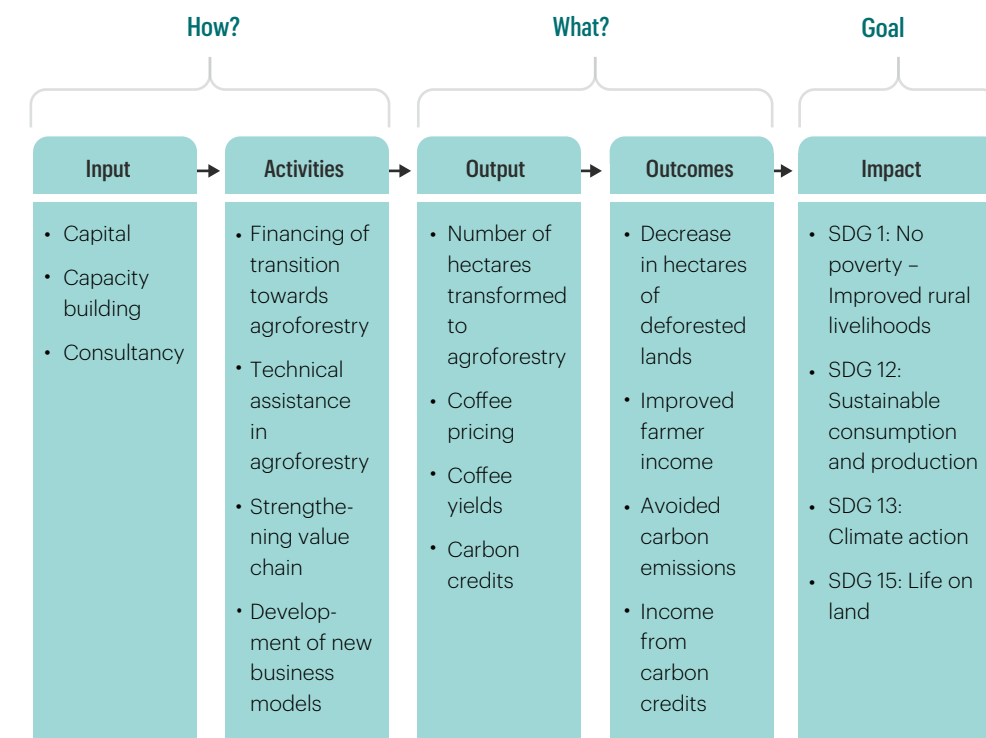 How?
What?
Goal
Input
Activities
Output
Outcomes
Impact
• Capital
• Capacity
building
• Consultancy
• Financing of
transition
towards
agroforestry
• Technical
assistance
in
agroforestry
• Strengthe-
ning value
chain
• Develop-
ment of new
business
models
• Number of
hectares
transformed
to
agroforestry
• Coffee
pricing
• Coffee
yields
• Carbon
credits
• Decrease
in hectares
of
deforested
lands
• Improved
farmer
income
• Avoided
carbon
emissions
• Income
from
carbon
credits
• SDG 1: No
poverty –
Improved rural
livelihoods
• SDG 12:
Sustainable
consumption
and production
• SDG 13:
Climate action
• SDG 15: Life on
land